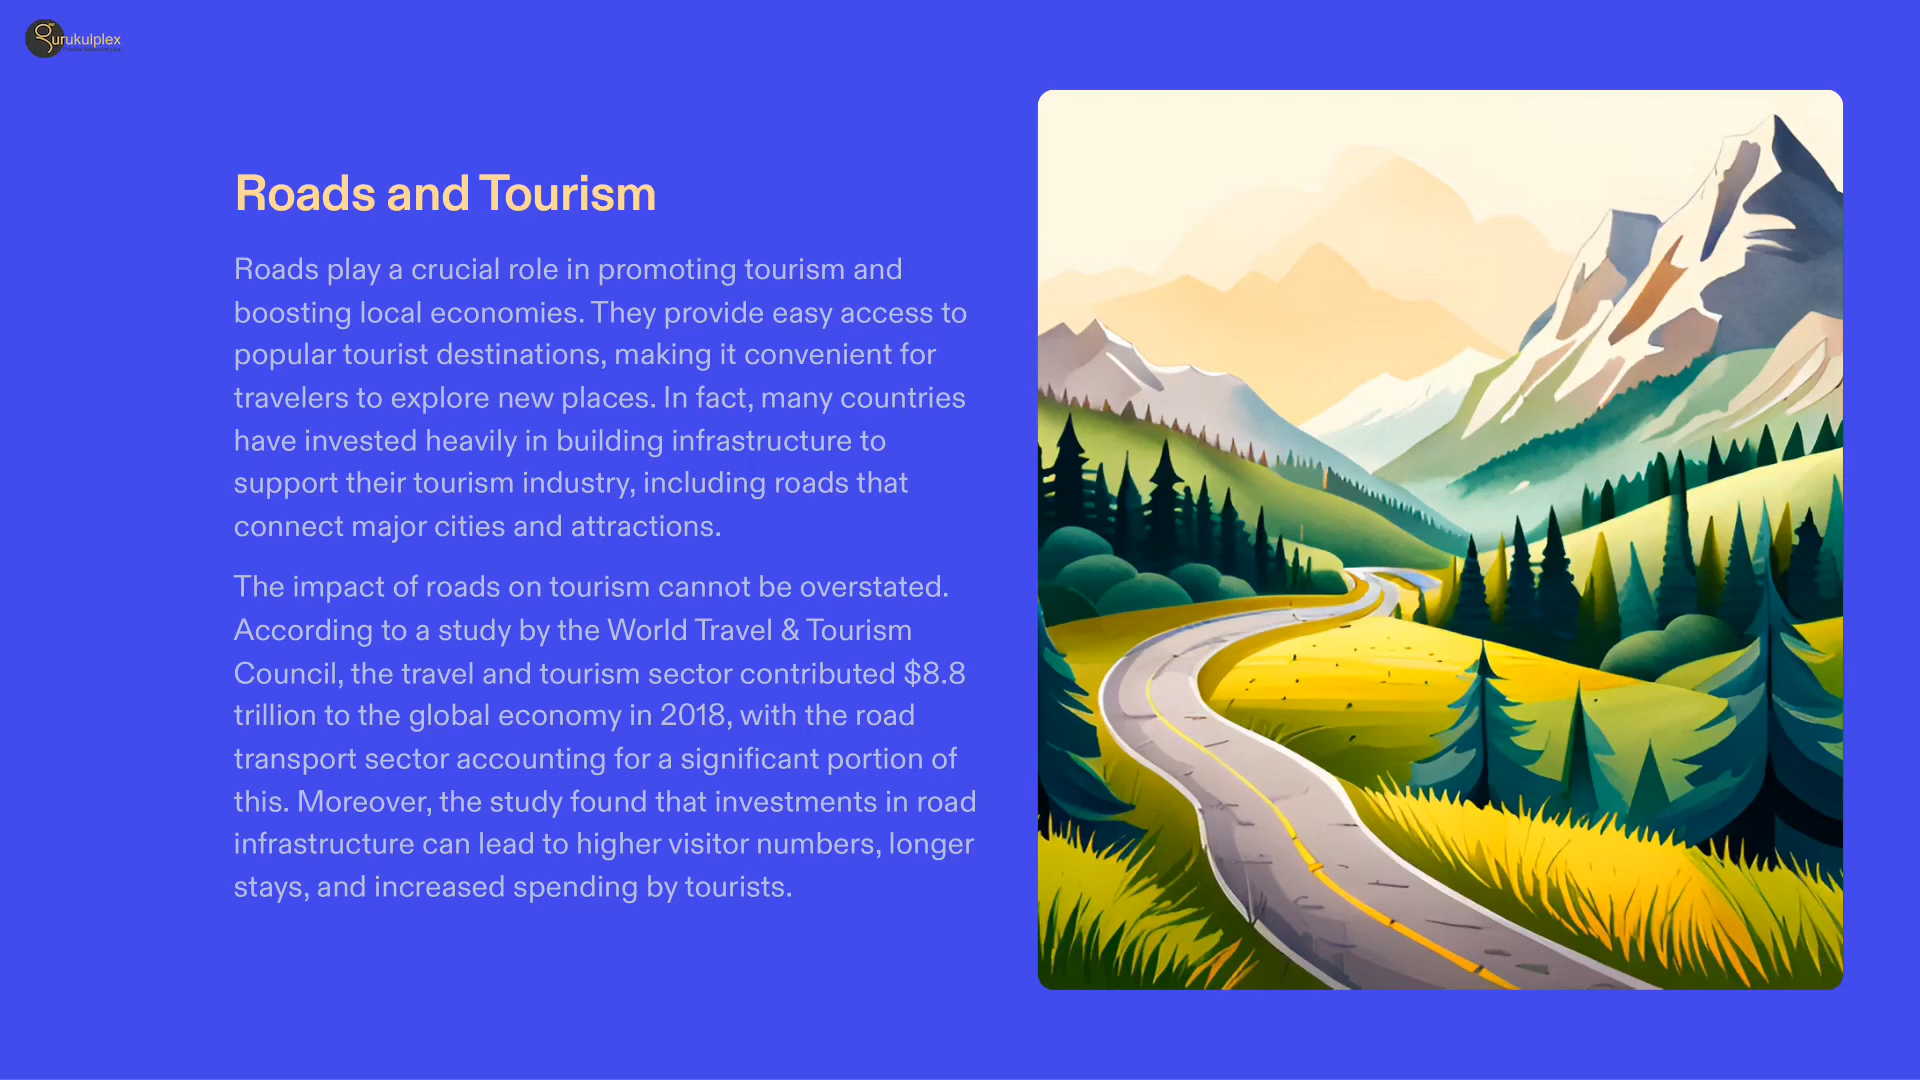 gurukulplex
Roads and Tourism
Roads play a crucial role in promoting tourism and
boosting local economies. They provide easy access to
popular tourist destinations, making it convenient for
travelers to explore new places. In fact, many countries
have invested heavily in building infrastructure to
support their tourism industry, including roads that
connect major cities and attractions.
The impact of roads on tourism cannot be overstated.
According to a study by the World Travel & Tourism
Council, the travel and tourism sector contributed $8.8
trillion to the global economy in 2018, with the road
transport sector accounting for a significant portion of
this. Moreover, the study found that investments in road
infrastructure can lead to higher visitor numbers, longer
stays, and increased spending by tourists.